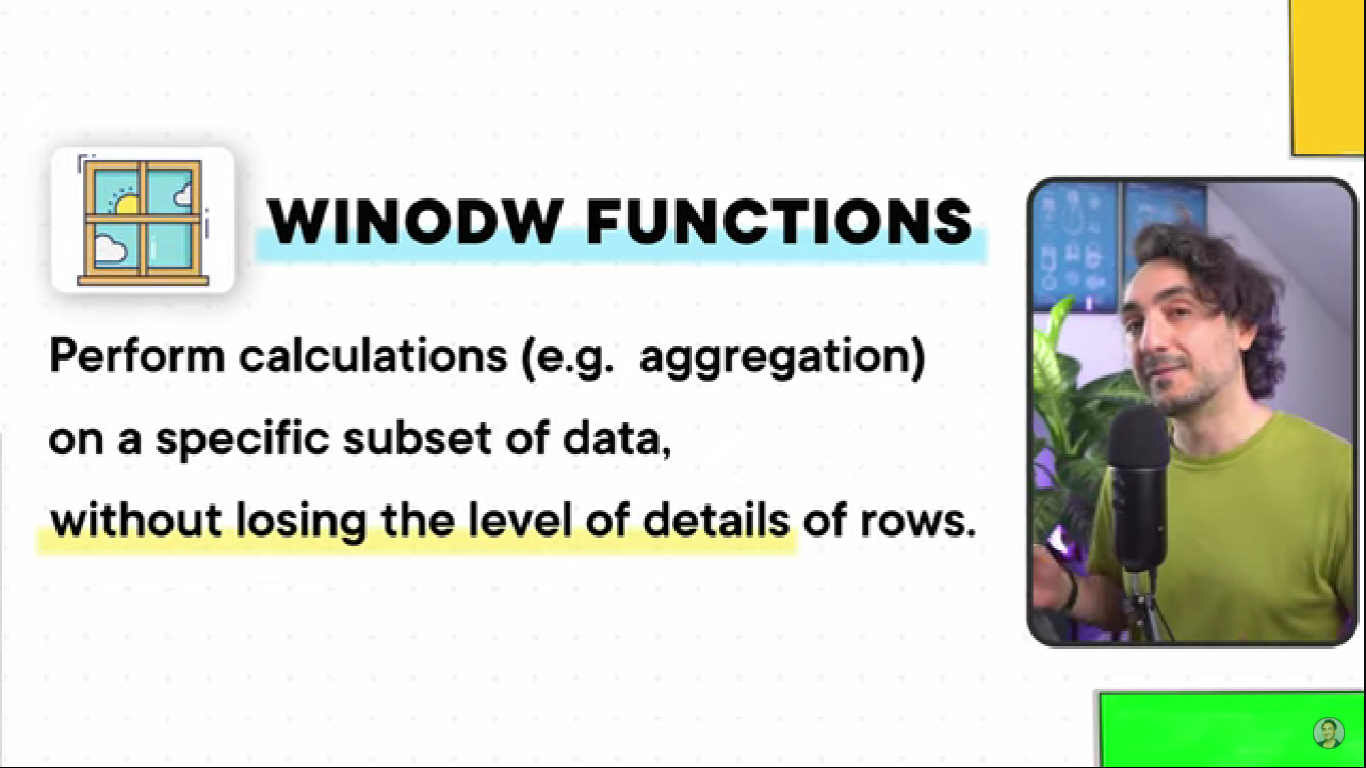 WINODW FUNCTIONS
Perform calculations (e.g. aggregation)
on a specific subset of data,
without losing the level of details of rows.